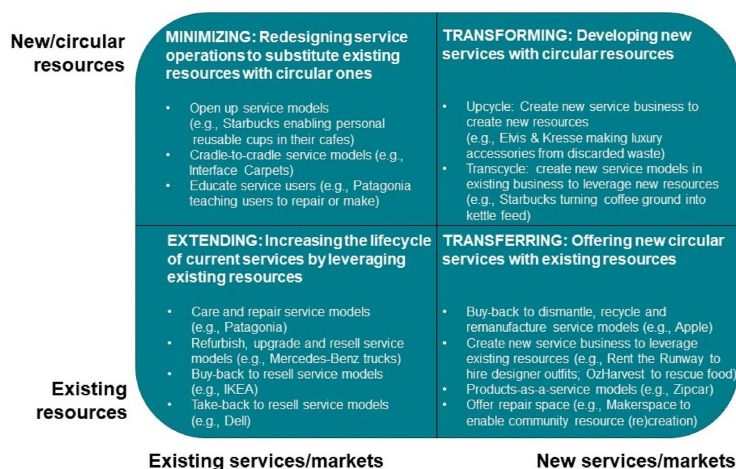 New/circular
resources
MINIMIZING: Redesigning service
operations to substitute existing
resources with circular ones
• Open up service models
(e.g., Starbucks enabling personal
reusable cups in their cafes)
• Cradle-to-cradle service models (e.g.,
Interface Carpets)
• Educate service users (e.g., Patagonia
teaching users to repair or make)
TRANSFORMING: Developing new
services with circular resources
• Upcycle: Create new service business to
create new resources
(e.g., Elvis & Kresse making luxury
accessories from discarded waste)
• Transcycle: create new service models in
existing business to leverage new resources
(e.g., Starbucks turning coffee ground into
kettle feed)
EXTENDING: Increasing the lifecycle
of current services by leveraging
existing resources
• Care and repair service models
(e.g., Patagonia)
• Refurbish, upgrade and resell service
models (e.g., Mercedes-Benz trucks)
• Buy-back to resell service models
(e.g., IKEA)
• Take-back to resell service models
(e.g., Dell)
TRANSFERRING: Offering new circular
services with existing resources
• Buy-back to dismantle, recycle and
remanufacture service models (e.g., Apple)
• Create new service business to leverage
existing resources (e.g., Rent the Runway to
hire designer outfits; OzHarvest to rescue food)
• Products-as-a-service models (e.g., Zipcar)
• Offer repair space (e.g., Makerspace to
enable community resource (re)creation)
Existing
resources
Existing services/markets
New services/markets